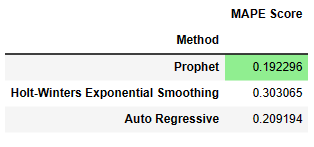 MAPE Score
Method
Prophet 0.192296
Holt-Winters Exponential Smoothing 0.303065
Auto Regressive 0.209194